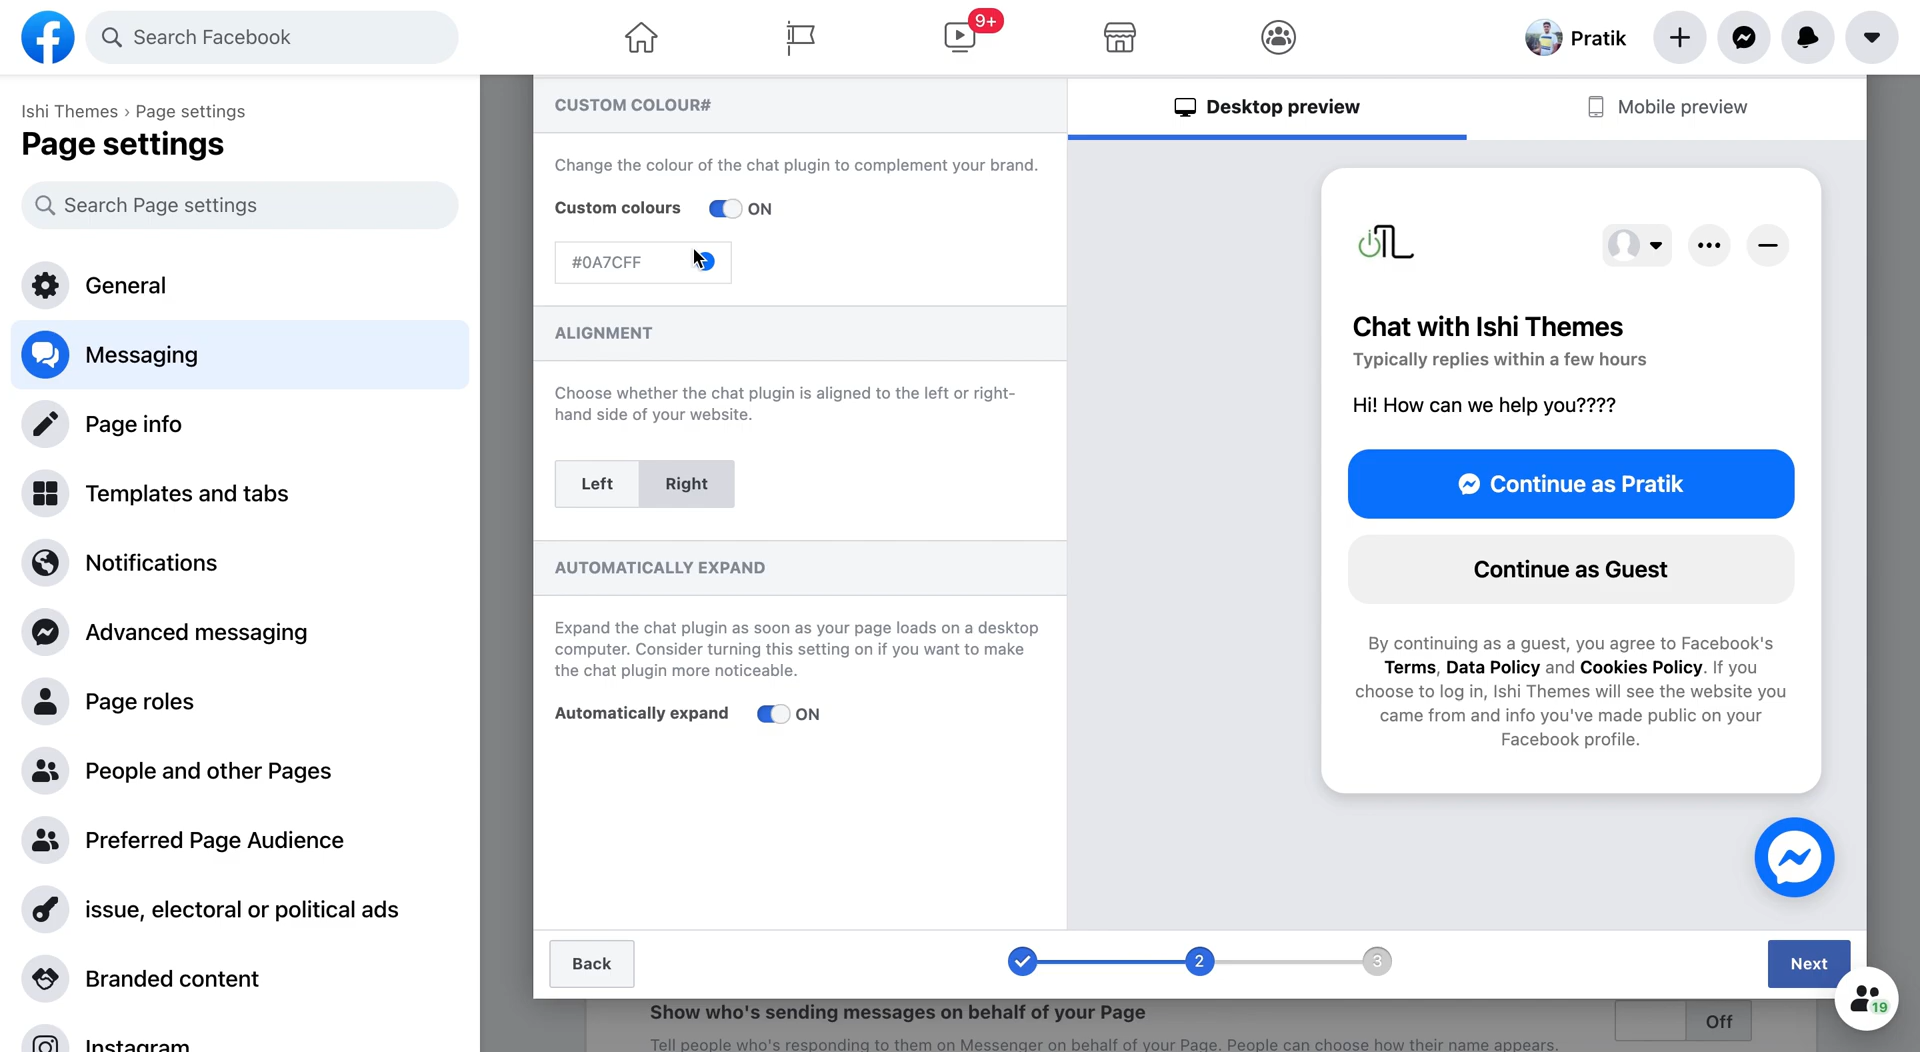 Search Facebook
9+
Pratik
Ishi Themes › Page settings
Page settings
Search Page settings
General
Messaging
Page info
Templates and tabs
Notifications
Advanced messaging
Page roles
People and other Pages
Preferred Page Audience
issue, electoral or political ads
Branded content
Instagram
CUSTOM COLOUR#
Change the colour of the chat plugin to complement your brand.
Custom colours ON
#0A7CFF
ALIGNMENT
Choose whether the chat plugin is aligned to the left or right-
hand side of your website.
Left Right
AUTOMATICALLY EXPAND
Expand the chat plugin as soon as your page loads on a desktop
computer. Consider turning this setting on if you want to make
the chat plugin more noticeable.
Automatically expand ON
Desktop preview
Mobile preview
Chat with Ishi Themes
Typically replies within a few hours
Hi! How can we help you????
Continue as Pratik
Continue as Guest
By continuing as a guest, you agree to Facebook's
Terms, Data Policy and Cookies Policy. If you
choose to log in, Ishi Themes will see the website you
came from and info you've made public on your
Facebook profile.
Back
2
3
Next
19
Show who's sending messages on behalf of your Page
Off
Tell people who's responding to them on Messenger on behalf of your Page. People can choose how their name appears.